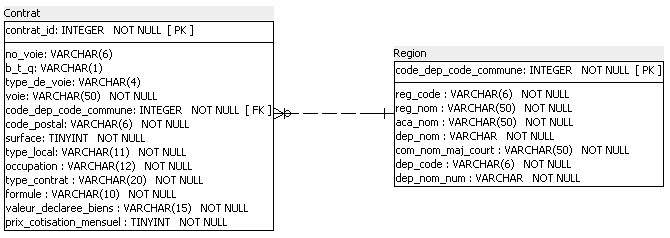 Contrat
contrat_id: INTEGER NOT NULL [ PK ]
no_voie: VARCHAR(6)
b_t_q: VARCHAR(1)
type_de_voie: VARCHAR(4)
voie: VARCHAR(50) NOT NULL
code_dep_code_commune: INTEGER NOT NULL [ FK ]
code_postal: VARCHAR(6) NOT NULL
surface: TINYINT NOT NULL
type_local: VARCHAR(11) NOT NULL
occupation : VARCHAR(12) NOT NULL
type_contrat : VARCHAR(20) NOT NULL
formule : VARCHAR(10) NOT NULL
valeur_declaree_biens : VARCHAR(15) NOT NULL
prix_cotisation_mensuel : TINYINT NOT NULL
Region
code_dep_code_commune: INTEGER NOT NULL [ PK ]
reg_code : VARCHAR(6) NOT NULL
reg_nom : VARCHAR(50) NOT NULL
aca_nom : VARCHAR(50) NOT NULL
dep_nom : VARCHAR NOT NULL
com_nom_maj_court : VARCHAR(50) NOT NULL
dep_code : VARCHAR(6) NOT NULL
dep_nom_num : VARCHAR NOT NULL